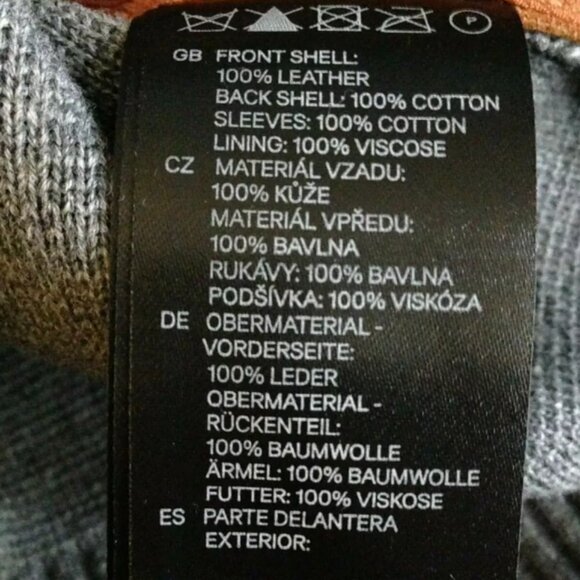 P
GB FRONT SHELL:
100% LEATHER
BACK SHELL: 100% COTTON
SLEEVES: 100% COTTON
LINING: 100% VISCOSE
CZ MATERIÁL VZADU:
100% KŮŽE
MATERIÁL VPŘEDU:
100% BAVLNA
RUKÁVY: 100% BAVLNA
PODŠÍVKA: 100% VISKÓZA
DE OBERMATERIAL -
VORDERSEITE:
100% LEDER
OBERMATERIAL -
RÜCKENTEIL:
100% BAUMWOLLE
ÄRMEL: 100% BAUMWOLLE
FUTTER: 100% VISKOSE
ES PARTE DELANTERA
EXTERIOR: